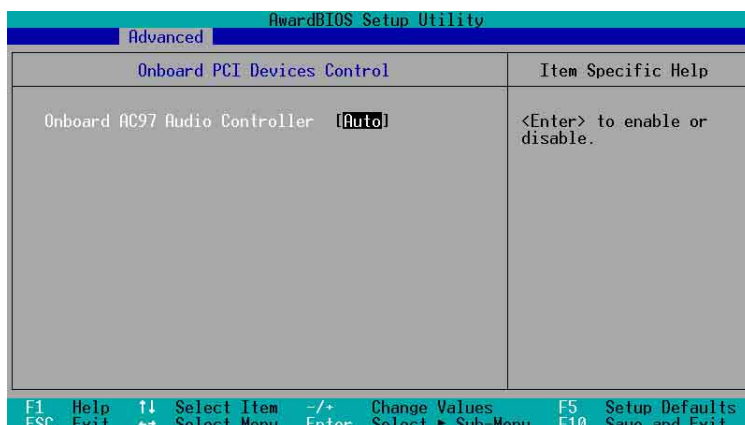 AwardBIOS Setup Utility
Advanced
Onboard PCI Devices Control
Item Specific Help
Onboard AC97 Audio Controller [Auto]
<Enter> to enable or
disable.
F1 Help ↑↓ Select Item -/+ Change Values F5 Setup Defaults
ESC Exit ←→ Select Menu Enter Select ► Sub-Menu F10 Save and Exit